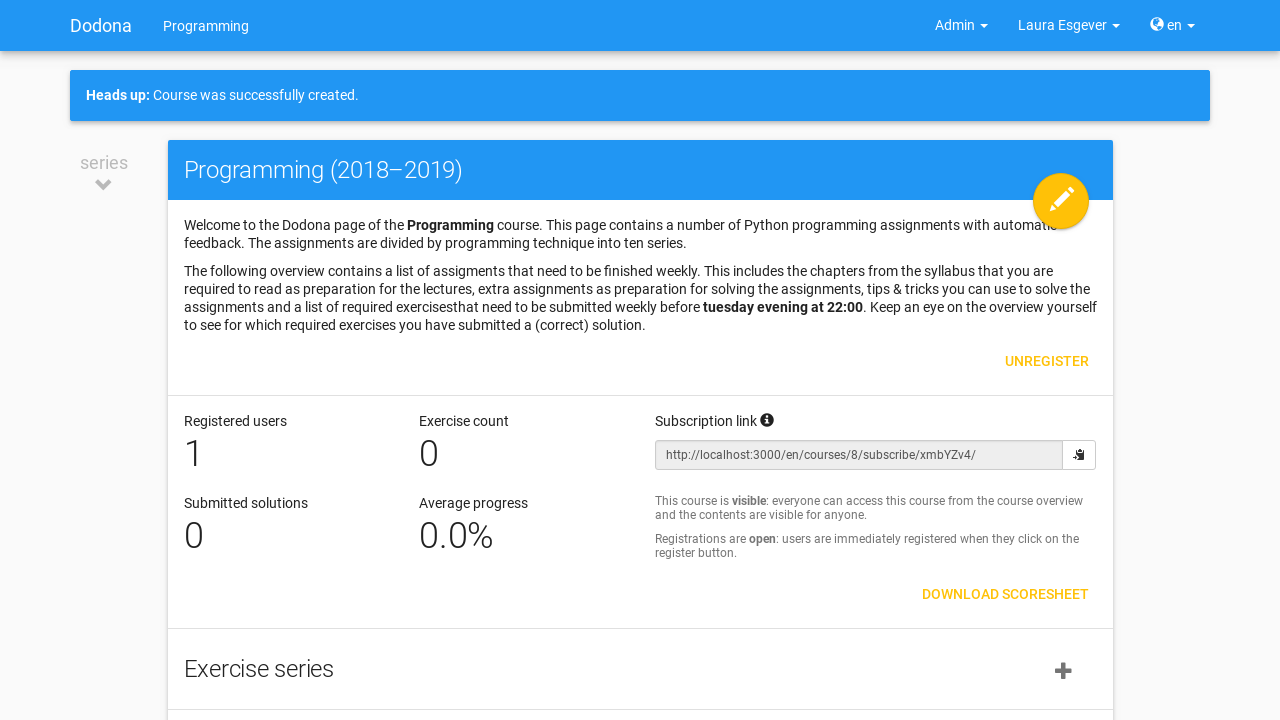 Dodona Programming Admin Laura Esgever en
Heads up: Course was successfully created.
series
Programming (2018–2019)
Welcome to the Dodona page of the Programming course. This page contains a number of Python programming assignments with automatic
feedback. The assignments are divided by programming technique into ten series.
The following overview contains a list of assigments that need to be finished weekly. This includes the chapters from the syllabus that you are
required to read as preparation for the lectures, extra assignments as preparation for solving the assignments, tips & tricks you can use to solve the
assignments and a list of required exercisesthat need to be submitted weekly before tuesday evening at 22:00. Keep an eye on the overview yourself
to see for which required exercises you have submitted a (correct) solution.
UNREGISTER
Registered users
1
Exercise count
0
Subscription link
http://localhost:3000/en/courses/8/subscribe/xmbYZv4/
Submitted solutions
0
Average progress
0.0%
This course is visible: everyone can access this course from the course overview
and the contents are visible for anyone.
Registrations are open: users are immediately registered when they click on the
register button.
DOWNLOAD SCORESHEET
Exercise series